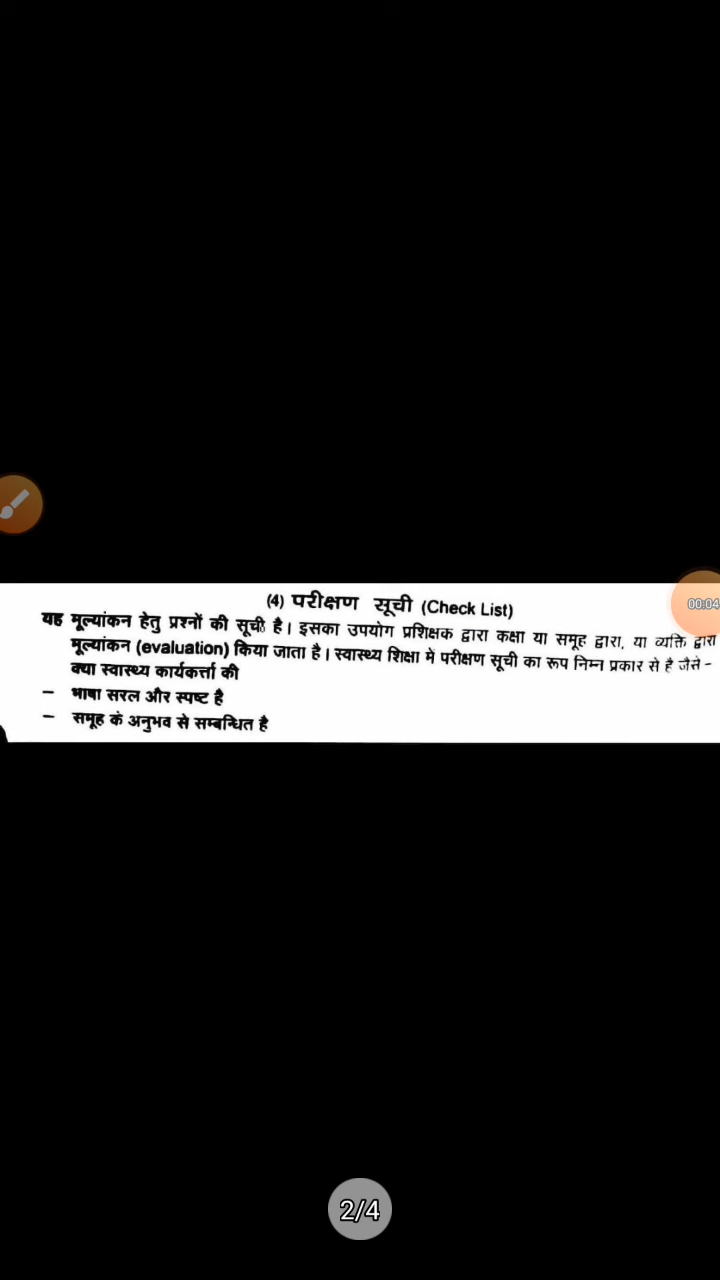 (4) परीक्षण सूची (Check List)
यह मूल्यांकन हेतु प्रश्नों की सूची है। इसका उपयोग प्रशिक्षक द्वारा कक्षा या समूह द्वारा, या व्यक्ति द्वारा
मूल्यांकन (evaluation) किया जाता है। स्वास्थ्य शिक्षा में परीक्षण सूची का रूप निम्न प्रकार से है जैसे -
क्या स्वास्थ्य कार्यकर्त्ता की
– भाषा सरल और स्पष्ट है
– समूह के अनुभव से सम्बन्धित है
00:04
2/4